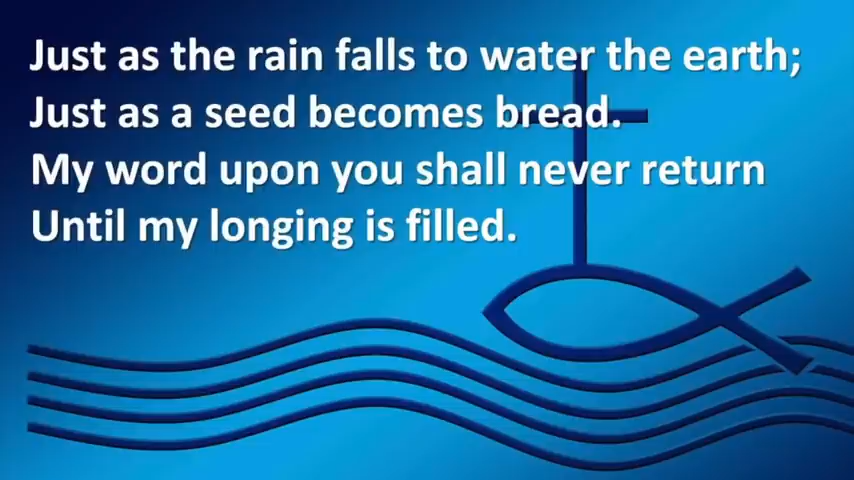 Just as the rain falls to water the earth;
Just as a seed becomes bread.
My word upon you shall never return
Until my longing is filled.